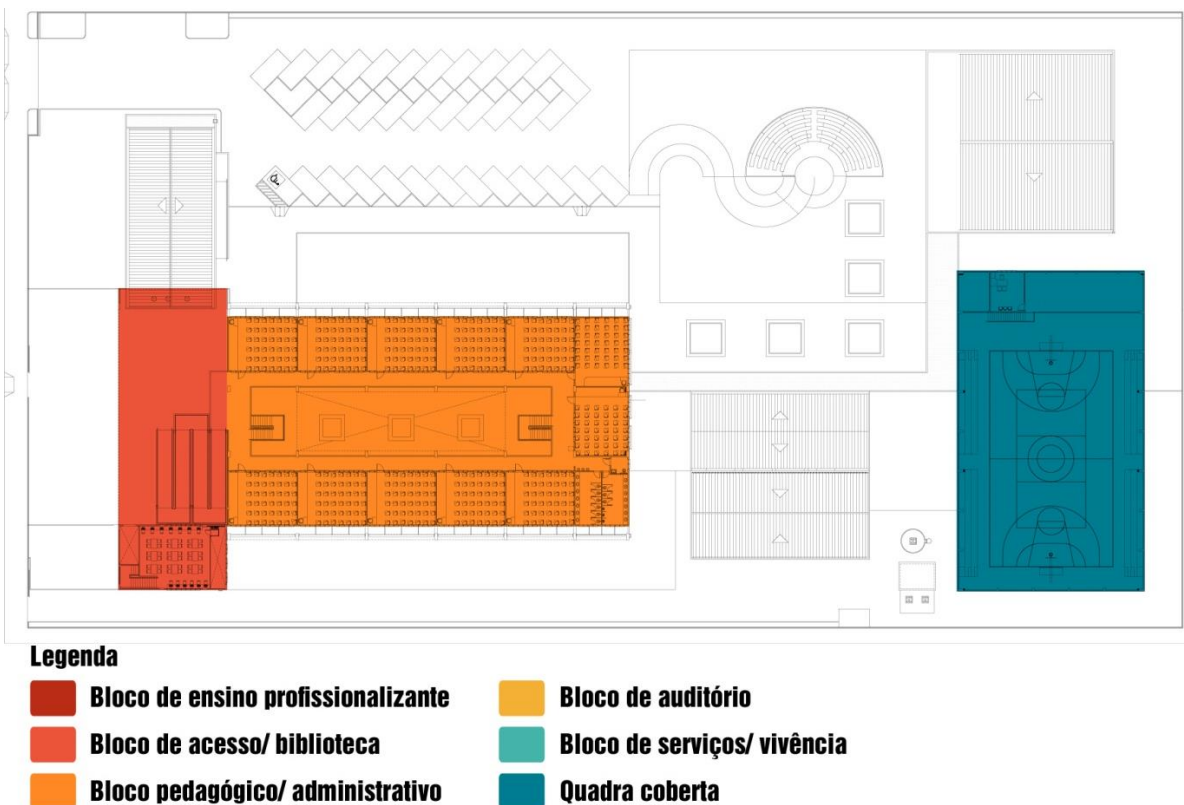 Legenda
Bloco de ensino profissionalizante
Bloco de acesso/ biblioteca
Bloco pedagógico/ administrativo
Bloco de auditório
Bloco de serviços/ vivência
Quadra coberta